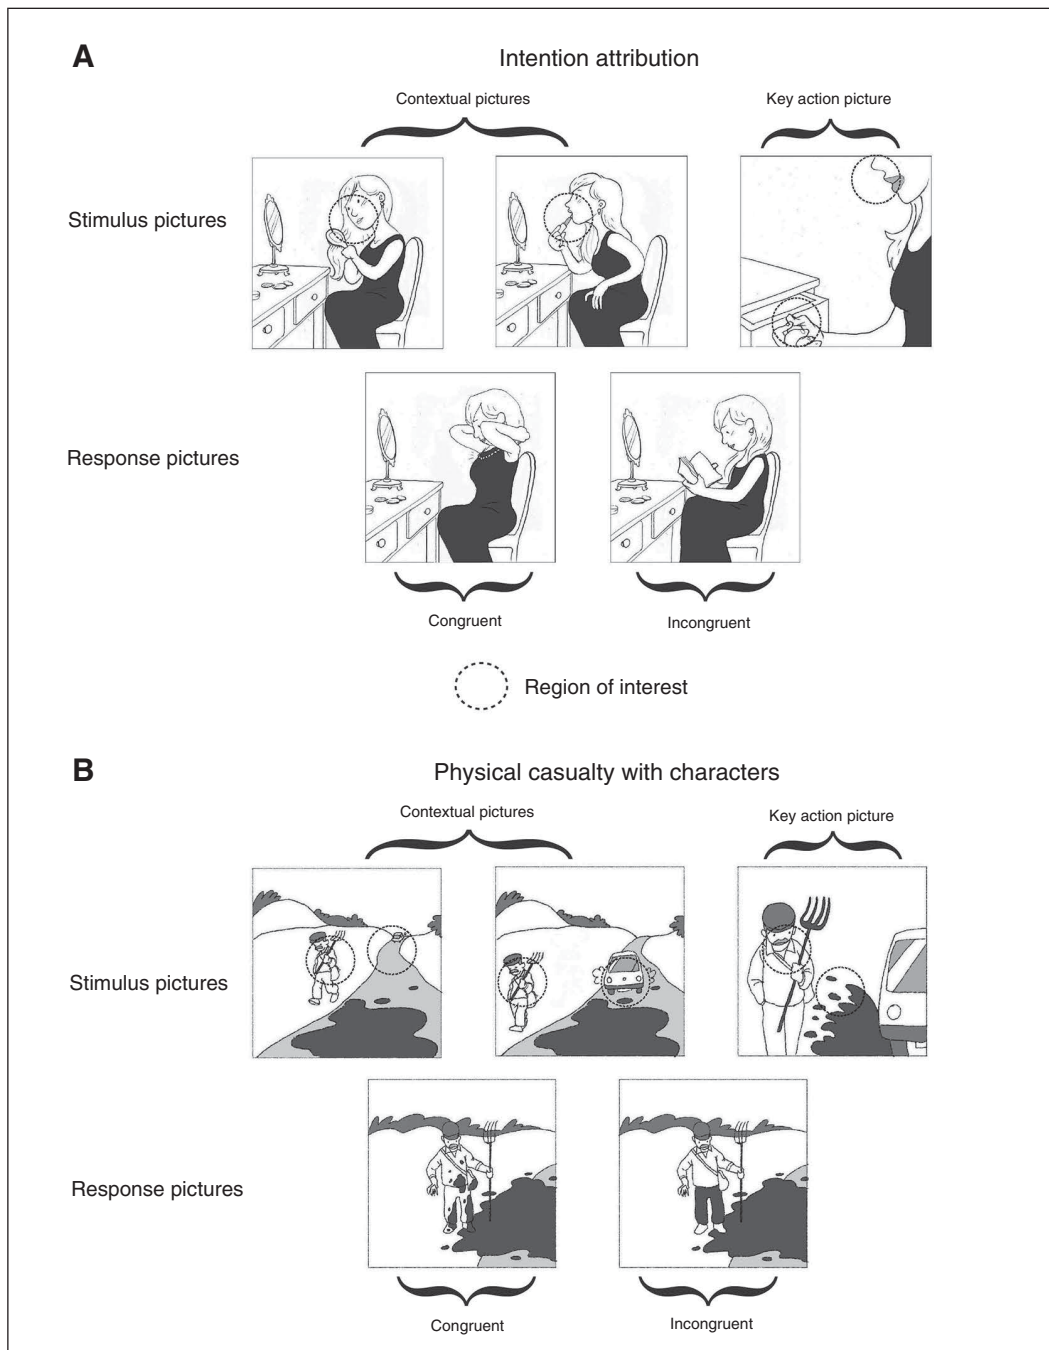 A
Intention attribution
Contextual pictures
Key action picture
Stimulus pictures
Response pictures
Congruent
Incongruent
Region of interest
B
Physical casualty with characters
Contextual pictures
Key action picture
Stimulus pictures
Response pictures
Congruent
Incongruent